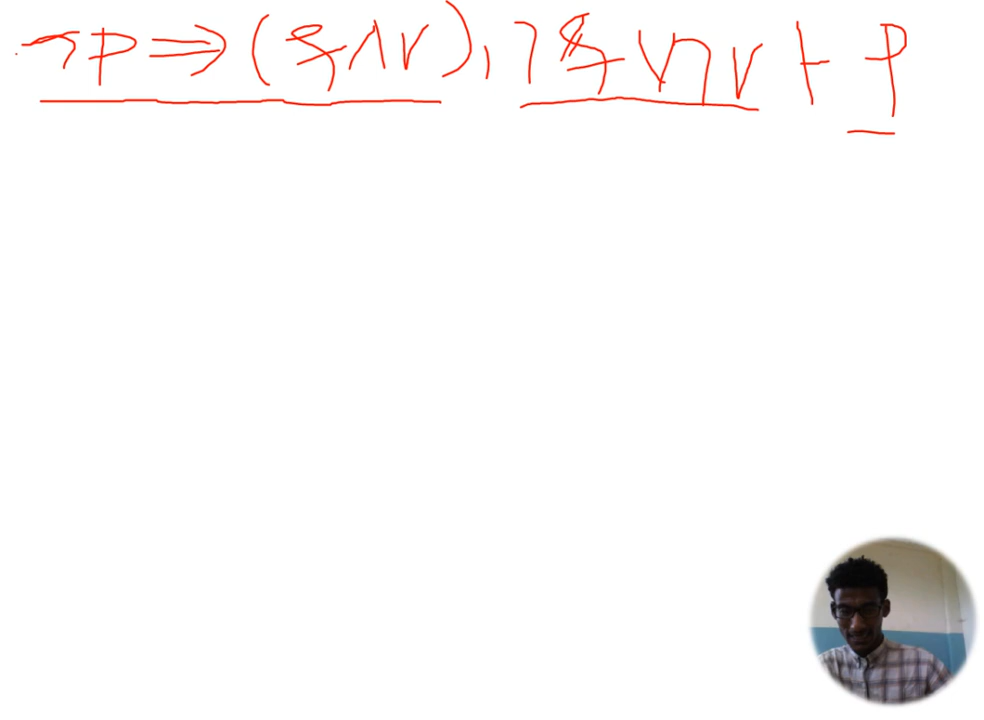 ¬p ⇒ (q ∧ r), ¬q ∨ ¬r ⊢ p